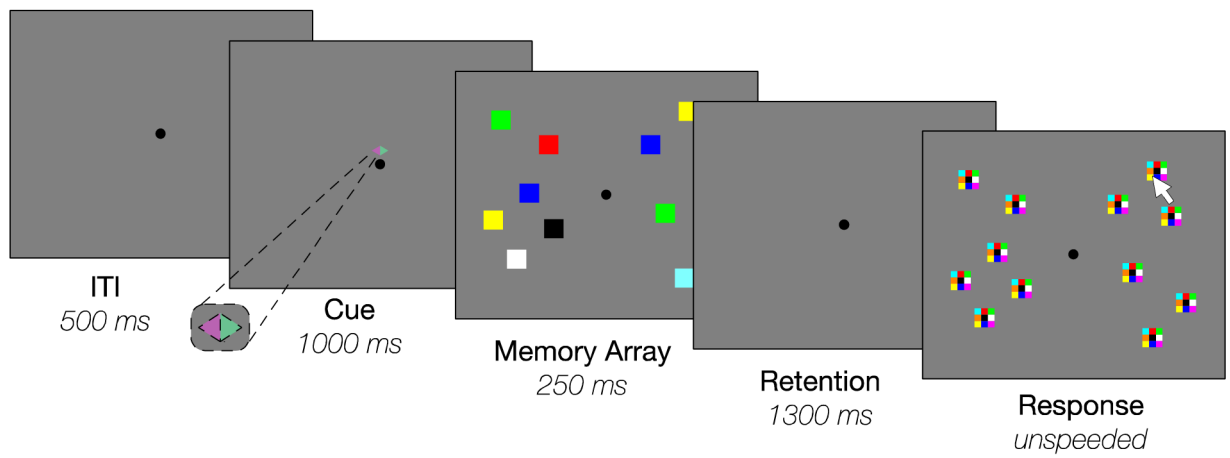 ITI
500 ms
Cue
1000 ms
Memory Array
250 ms
Retention
1300 ms
Response
unspeeded